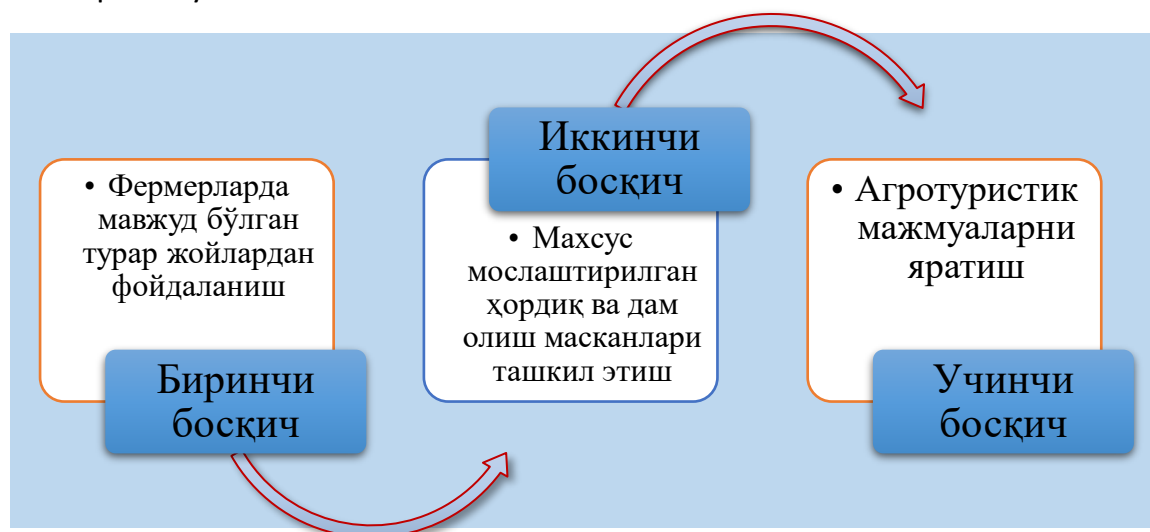 • Фермерларда
мавжуд бўлган
турар жойлардан
фойдаланиш
Биринчи
босқич
Иккинчи
босқич
• Махсус
мослаштирилган
ҳордиқ ва дам
олиш масканлари
ташкил этиш
• Агротуристик
мажмуаларни
яратиш
Учинчи
босқич